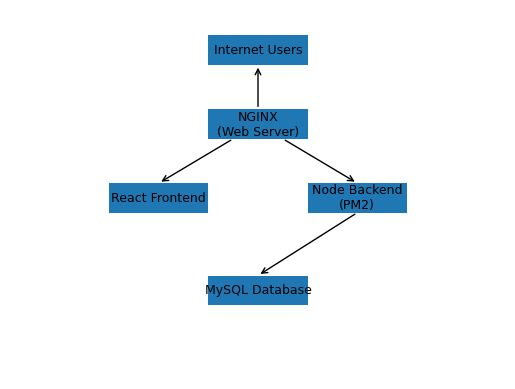 Internet Users
NGINX
(Web Server)
React Frontend
Node Backend
(PM2)
MySQL Database